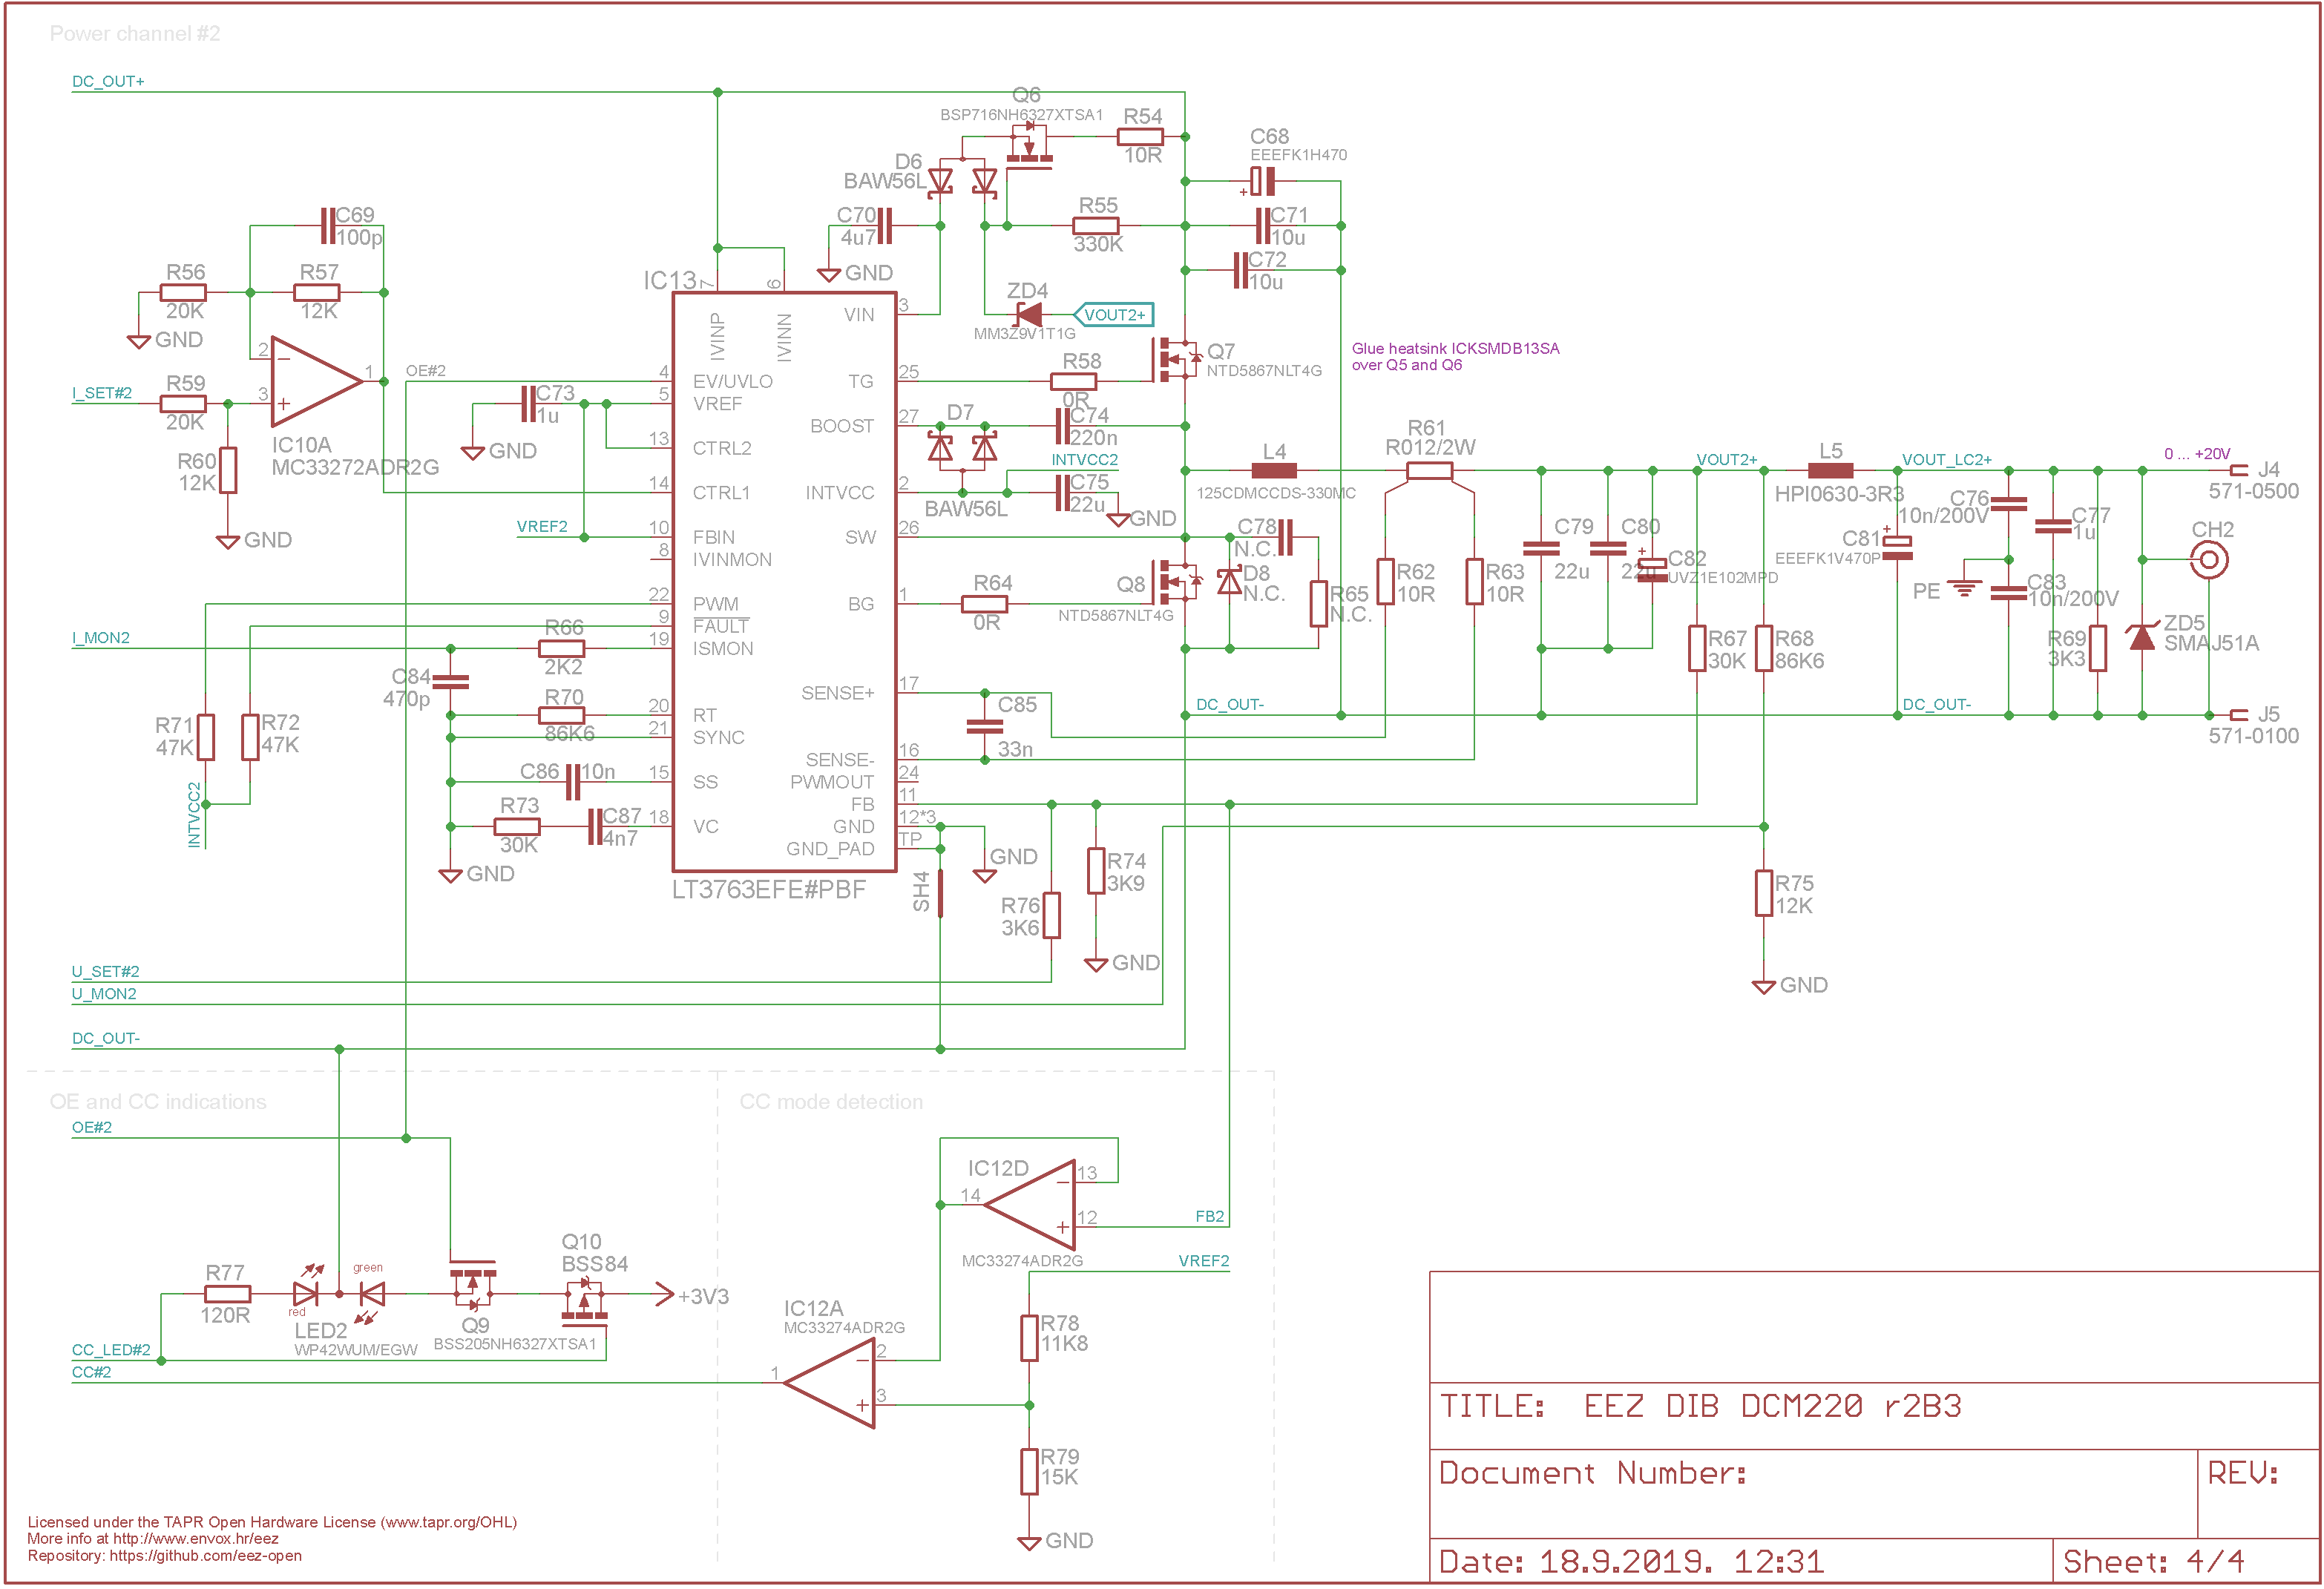 Power channel #2
DC_OUT+
Q6
BSP716NH6327XTSA1
R54
10R
C68
EEEFK1H470
+
D6
BAW56L
C70
4u7
GND
R55
330K
C71
10u
C72
10u
C69
100p
R56
20K
GND
R57
12K
IC13
7
6
ZD4
MM3Z9V1T1G
VOUT2+
IVINP
IVINN
VIN
3
2
3
1
I_SET#2
R59
20K
R60
12K
GND
IC10A
MC33272ADR2G
OE#2
C73
1u
GND
4
EV/UVLO
5
VREF
13
CTRL2
14
CTRL1
VREF2
10
FBIN
8
IVINMON
22
PWM
9
FAULT
19
ISMON
20
RT
21
SYNC
15
SS
18
VC
TG
25
BOOST
27
INTVCC
2
SW
26
BG
1
SENSE+
17
SENSE-
16
PWMOUT
24
FB
11
GND
12*3
GND_PAD
TP
LT3763EFE#PBF
R58
0R
Q7
NTD5867NLT4G
Glue heatsink ICKSMDB13SA
over Q5 and Q6
D7
BAW56L
C74
220n
INTVCC2
C75
22u
GND
L4
125CDMCCDS-330MC
R61
R012/2W
C78
N.C.
D8
N.C.
R65
N.C.
R64
0R
Q8
NTD5867NLT4G
R62
10R
R63
10R
C79
22u
C80
22u
+
C82
UVZ1E102MPD
VOUT2+
L5
HPI0630-3R3
VOUT_LC2+
0 ... +20V
J4
571-0500
C76
10n/200V
C77
1u
CH2
C81
+
EEEFK1V470P
PE
C83
10n/200V
R67
30K
R68
86K6
R69
3K3
ZD5
SMAJ51A
DC_OUT-
DC_OUT-
J5
571-0100
I_MON2
R66
2K2
C84
470p
R70
86K6
R71
47K
R72
47K
C86
10n
R73
30K
C87
4n7
INTVCC2
GND
C85
33n
GND
SH4
R76
3K6
R74
3K9
GND
R75
12K
GND
U_SET#2
U_MON2
DC_OUT-
OE and CC indications
CC mode detection
OE#2
IC12D
14
13
12
MC33274ADR2G
FB2
VREF2
Q10
BSS84
R77
120R
green
red
LED2
WP42WUM/EGW
Q9
BSS205NH6327XTSA1
+3V3
IC12A
MC33274ADR2G
1
2
3
CC_LED#2
CC#2
R78
11K8
R79
15K
GND
TITLE: EEZ DIB DCM220 r2B3
Document Number:
REV:
Date: 18.9.2019. 12:31
Sheet: 4/4
Licensed under the TAPR Open Hardware License (www.tapr.org/OHL)
More info at http://www.envox.hr/eez
Repository: https://github.com/eez-open